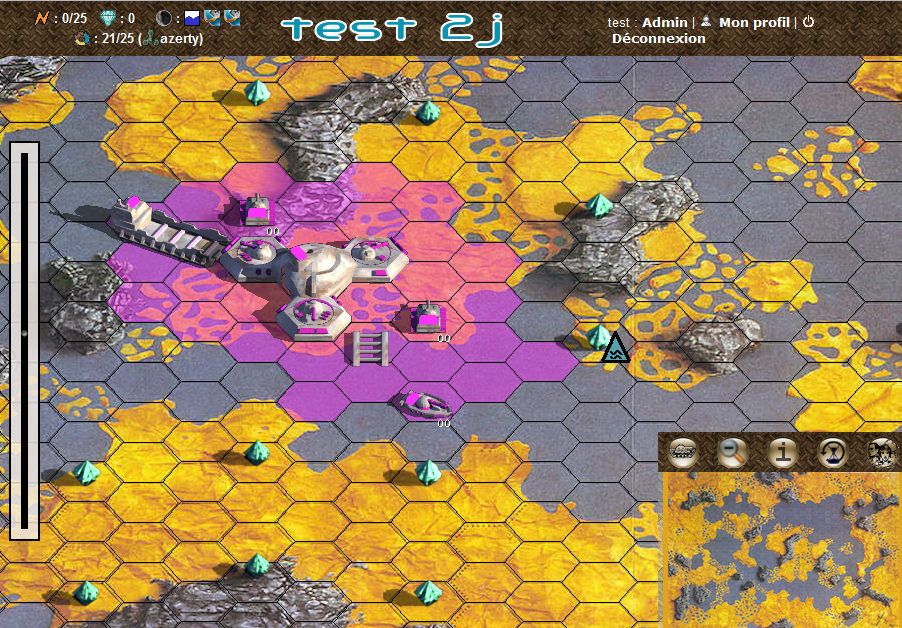 : 0/25 : 0 :
: 21/25 (azerty)
test 2j
test : Admin | Mon profil |
Déconnexion
00
00
00
i